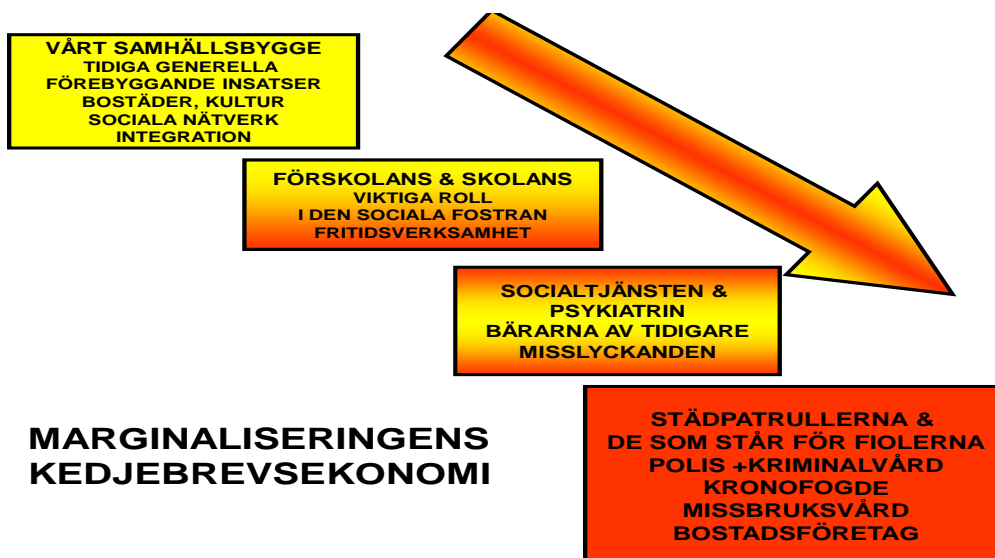 VÅRT SAMHÄLLSBYGGE
TIDIGA GENERELLA
FÖREBYGGANDE INSATSER
BOSTÄDER, KULTUR
SOCIALA NÄTVERK
INTEGRATION
FÖRSKOLANS & SKOLANS
VIKTIGA ROLL
I DEN SOCIALA FOSTRAN
FRITIDSVERKSAMHET
SOCIALTJÄNSTEN &
PSYKIATRIN
BÄRARNA AV TIDIGARE
MISSLYCKANDEN
STÄDPATRULLERNA &
DE SOM STÅR FÖR FIOLERNA
POLIS +KRIMINALVÅRD
KRONOFOGDE
MISSBRUKSVÅRD
BOSTADSFÖRETAG
MARGINALISERINGENS
KEDJEBREVSEKONOMI